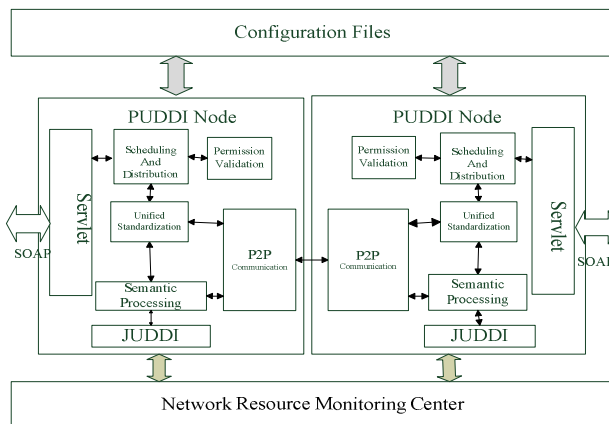 Configuration Files
PUDDI Node
Scheduling
And
Distribution
Permission
Validation
Servlet
Unified
Standardization
SOAP
P2P
Communication
Semantic
Processing
JUDDI
PUDDI Node
Permission
Validation
Scheduling
And
Distribution
Servlet
Unified
Standardization
SOAP
P2P
Communication
Semantic
Processing
JUDDI
Network Resource Monitoring Center